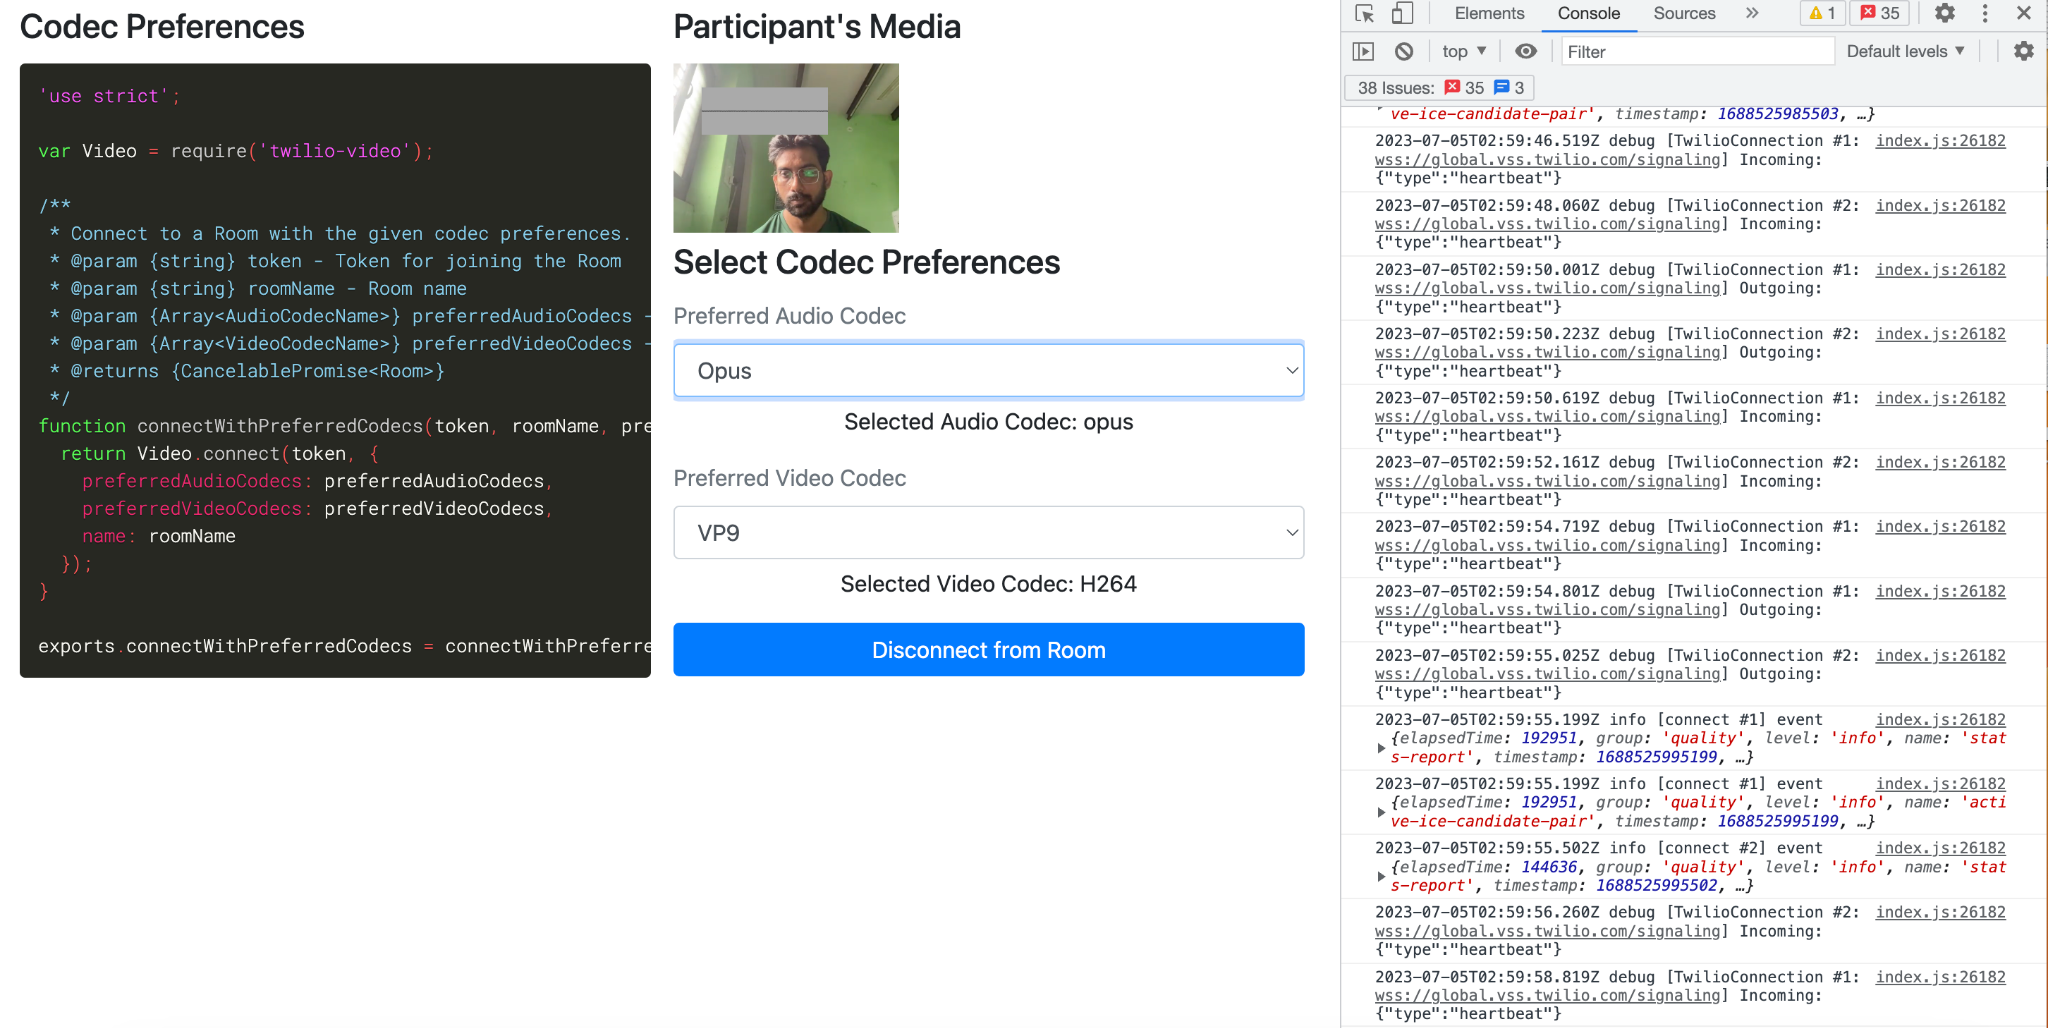 Codec Preferences
'use strict';
var Video = require('twilio-video');
/**
* Connect to a Room with the given codec preferences.
* @param {string} token - Token for joining the Room
* @param {string} roomName - Room name
* @param {Array<AudioCodecName>} preferredAudioCodecs -
* @param {Array<VideoCodecName>} preferredVideoCodecs -
* @returns {CancelablePromise<Room>}
*/
function connectWithPreferredCodecs(token, roomName, pre
return Video.connect(token, {
preferredAudioCodecs: preferredAudioCodecs,
preferredVideoCodecs: preferredVideoCodecs,
name: roomName
});
}
exports.connectWithPreferredCodecs = connectWithPreferre
Participant's Media
Select Codec Preferences
Preferred Audio Codec
Opus
Selected Audio Codec: opus
Preferred Video Codec
VP9
Selected Video Codec: H264
Disconnect from Room
Elements Console Sources » 1 35
top Filter Default levels
38 Issues: 35 3
ve-ice-candidate-pair', timestamp: 1688525985503, …}
2023-07-05T02:59:46.519Z debug [TwilioConnection #1: index.js:26182
wss://global.vss.twilio.com/signaling] Incoming:
{"type":"heartbeat"}
2023-07-05T02:59:48.060Z debug [TwilioConnection #2: index.js:26182
wss://global.vss.twilio.com/signaling] Incoming:
{"type":"heartbeat"}
2023-07-05T02:59:50.001Z debug [TwilioConnection #1: index.js:26182
wss://global.vss.twilio.com/signaling] Outgoing:
{"type":"heartbeat"}
2023-07-05T02:59:50.223Z debug [TwilioConnection #2: index.js:26182
wss://global.vss.twilio.com/signaling] Outgoing:
{"type":"heartbeat"}
2023-07-05T02:59:50.619Z debug [TwilioConnection #1: index.js:26182
wss://global.vss.twilio.com/signaling] Incoming:
{"type":"heartbeat"}
2023-07-05T02:59:52.161Z debug [TwilioConnection #2: index.js:26182
wss://global.vss.twilio.com/signaling] Incoming:
{"type":"heartbeat"}
2023-07-05T02:59:54.719Z debug [TwilioConnection #1: index.js:26182
wss://global.vss.twilio.com/signaling] Incoming:
{"type":"heartbeat"}
2023-07-05T02:59:54.801Z debug [TwilioConnection #1: index.js:26182
wss://global.vss.twilio.com/signaling] Outgoing:
{"type":"heartbeat"}
2023-07-05T02:59:55.025Z debug [TwilioConnection #2: index.js:26182
wss://global.vss.twilio.com/signaling] Outgoing:
{"type":"heartbeat"}
2023-07-05T02:59:55.199Z info [connect #1] event index.js:26182
{elapsedTime: 192951, group: 'quality', level: 'info', name: 'stat
s-report', timestamp: 1688525995199, …}
2023-07-05T02:59:55.199Z info [connect #1] event index.js:26182
{elapsedTime: 192951, group: 'quality', level: 'info', name: 'acti
ve-ice-candidate-pair', timestamp: 1688525995199, …}
2023-07-05T02:59:55.502Z info [connect #2] event index.js:26182
{elapsedTime: 144636, group: 'quality', level: 'info', name: 'stat
s-report', timestamp: 1688525995502, …}
2023-07-05T02:59:56.260Z debug [TwilioConnection #2: index.js:26182
wss://global.vss.twilio.com/signaling] Incoming:
{"type":"heartbeat"}
2023-07-05T02:59:58.819Z debug [TwilioConnection #1: index.js:26182
wss://global.vss.twilio.com/signaling] Incoming:
{"type":"heartbeat"}